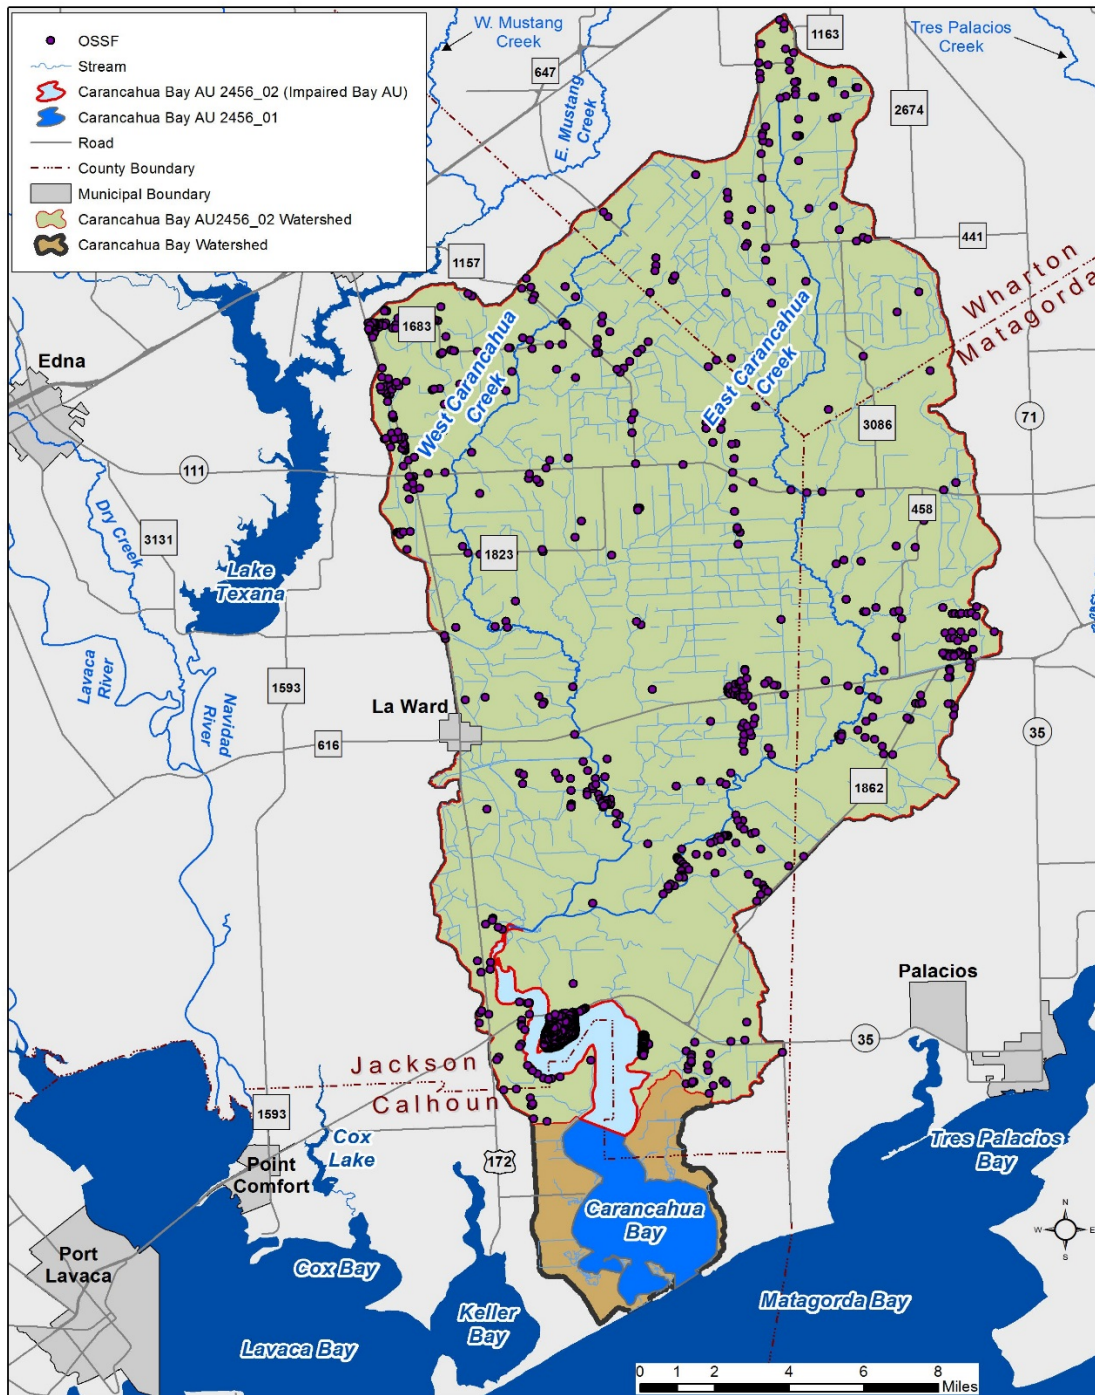 OSSF
Stream
Carancahua Bay AU 2456_02 (Impaired Bay AU)
Carancahua Bay AU 2456_01
Road
County Boundary
Municipal Boundary
Carancahua Bay AU2456_02 Watershed
Carancahua Bay Watershed
W. Mustang
Creek
1163
Tres Palacios
Creek
647
E. Mustang
Creek
2674
441
1157
Wharton
Matagorda
1683
Edna
West Carancahua
Creek
East Carancahua
Creek
71
3086
111
458
Dry Creek
3131
1823
Lake
Texana
Lavaca
River
Navidad
River
1593
La Ward
616
35
1862
Palacios
35
Jackson
Calhoun
1593
Cox
Lake
172
Point
Comfort
Tres Palacios
Bay
Carancahua
Bay
N
W
E
S
Port
Lavaca
Cox Bay
Keller
Bay
Matagorda Bay
Lavaca Bay
0 1 2 4 6 8
Miles